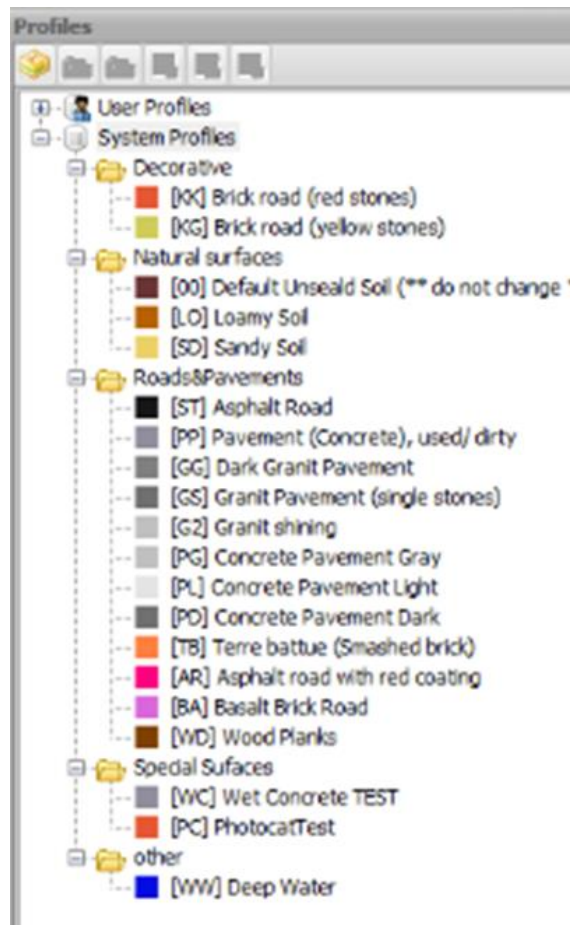 Profiles
User Profiles
System Profiles
Decorative
[KK] Brick road (red stones)
[KG] Brick road (yellow stones)
Natural surfaces
[00] Default Unseald Soil (** do not change
[LO] Loamy Soil
[SD] Sandy Soil
Roads&Pavements
[ST] Asphalt Road
[PP] Pavement (Concrete), used/ dirty
[GG] Dark Granit Pavement
[GS] Granit Pavement (single stones)
[G2] Granit shining
[PG] Concrete Pavement Gray
[PL] Concrete Pavement Light
[PD] Concrete Pavement Dark
[TB] Terre battue (Smashed brick)
[AR] Asphalt road with red coating
[BA] Basalt Brick Road
[WD] Wood Planks
Special Sufaces
[WC] Wet Concrete TEST
[PC] PhotocatTest
other
[WW] Deep Water